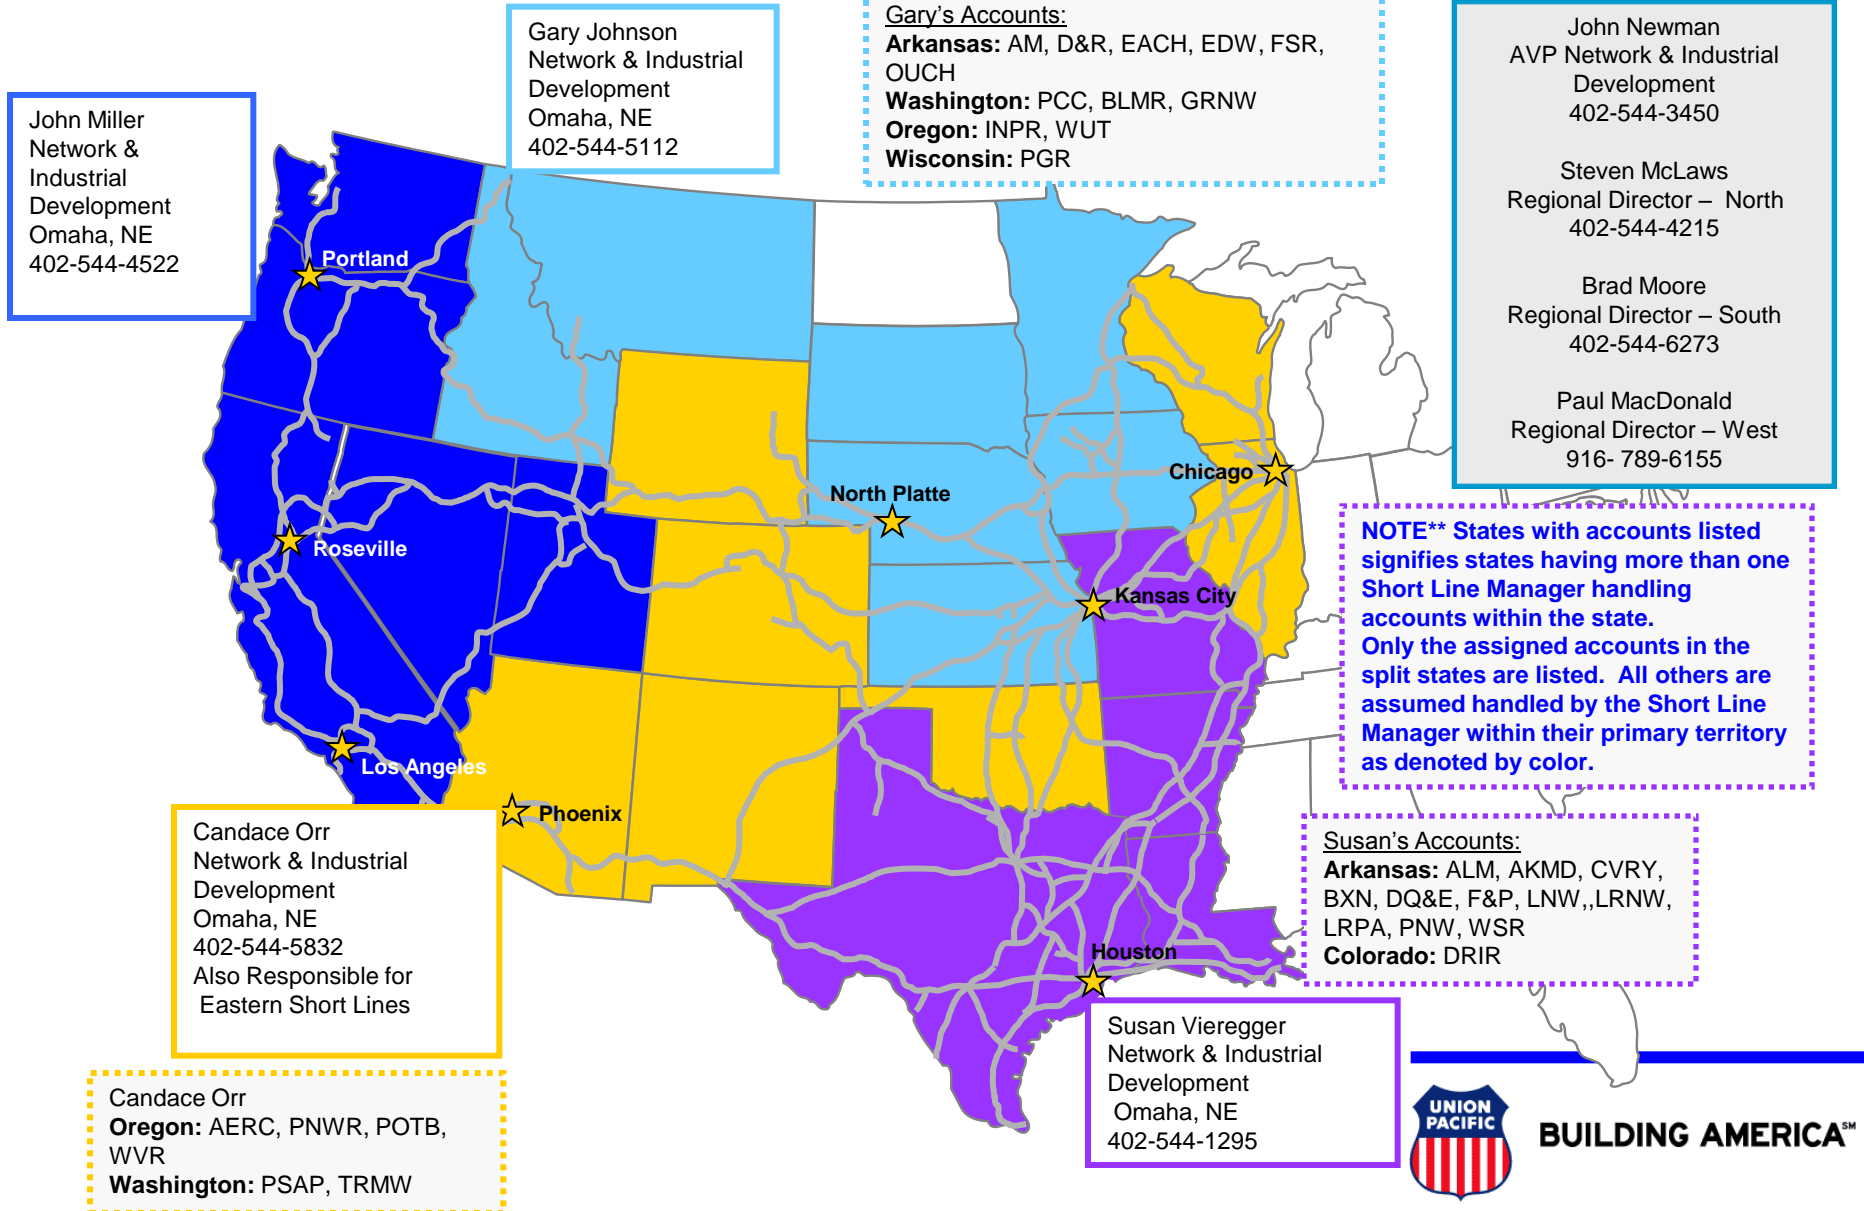 Gary Johnson
Network & Industrial
Development
Omaha, NE
402-544-5112
Gary's Accounts:
Arkansas: AM, D&R, EACH, EDW, FSR,
OUCH
Washington: PCC, BLMR, GRNW
Oregon: INPR, WUT
Wisconsin: PGR
John Newman
AVP Network & Industrial
Development
402-544-3450
Steven McLaws
Regional Director – North
402-544-4215
Brad Moore
Regional Director – South
402-544-6273
Paul MacDonald
Regional Director – West
916- 789-6155
John Miller
Network &
Industrial
Development
Omaha, NE
402-544-4522
Portland
Chicago
North Platte
Roseville
Kansas City
Los Angeles
Phoenix
Houston
NOTE** States with accounts listed
signifies states having more than one
Short Line Manager handling
accounts within the state.
Only the assigned accounts in the
split states are listed. All others are
assumed handled by the Short Line
Manager within their primary territory
as denoted by color.
Candace Orr
Network & Industrial
Development
Omaha, NE
402-544-5832
Also Responsible for
Eastern Short Lines
Susan's Accounts:
Arkansas: ALM, AKMD, CVRY,
BXN, DQ&E, F&P, LNW,,LRNW,
LRPA, PNW, WSR
Colorado: DRIR
Susan Vieregger
Network & Industrial
Development
Omaha, NE
402-544-1295
Candace Orr
Oregon: AERC, PNWR, POTB,
WVR
Washington: PSAP, TRMW
UNION
PACIFIC
BUILDING AMERICA℠